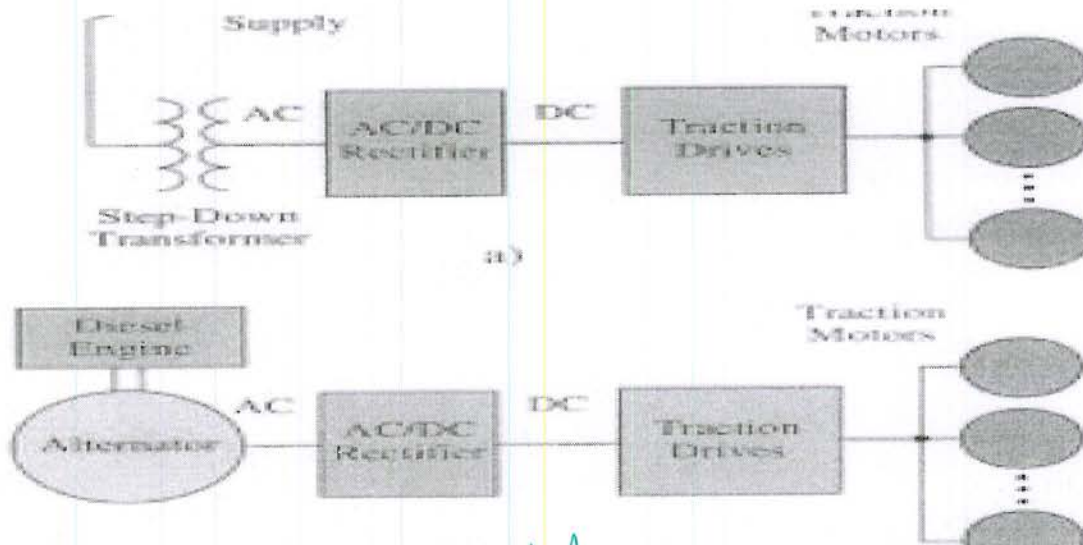 Supply
Motors
AC
AC/DC
Rectifier
DC
Traction
Drives
Step-Down
Transformer
a)
Diesel
Engine
Traction
Motors
Alternator
AC
AC/DC
Rectifier
DC
Traction
Drives